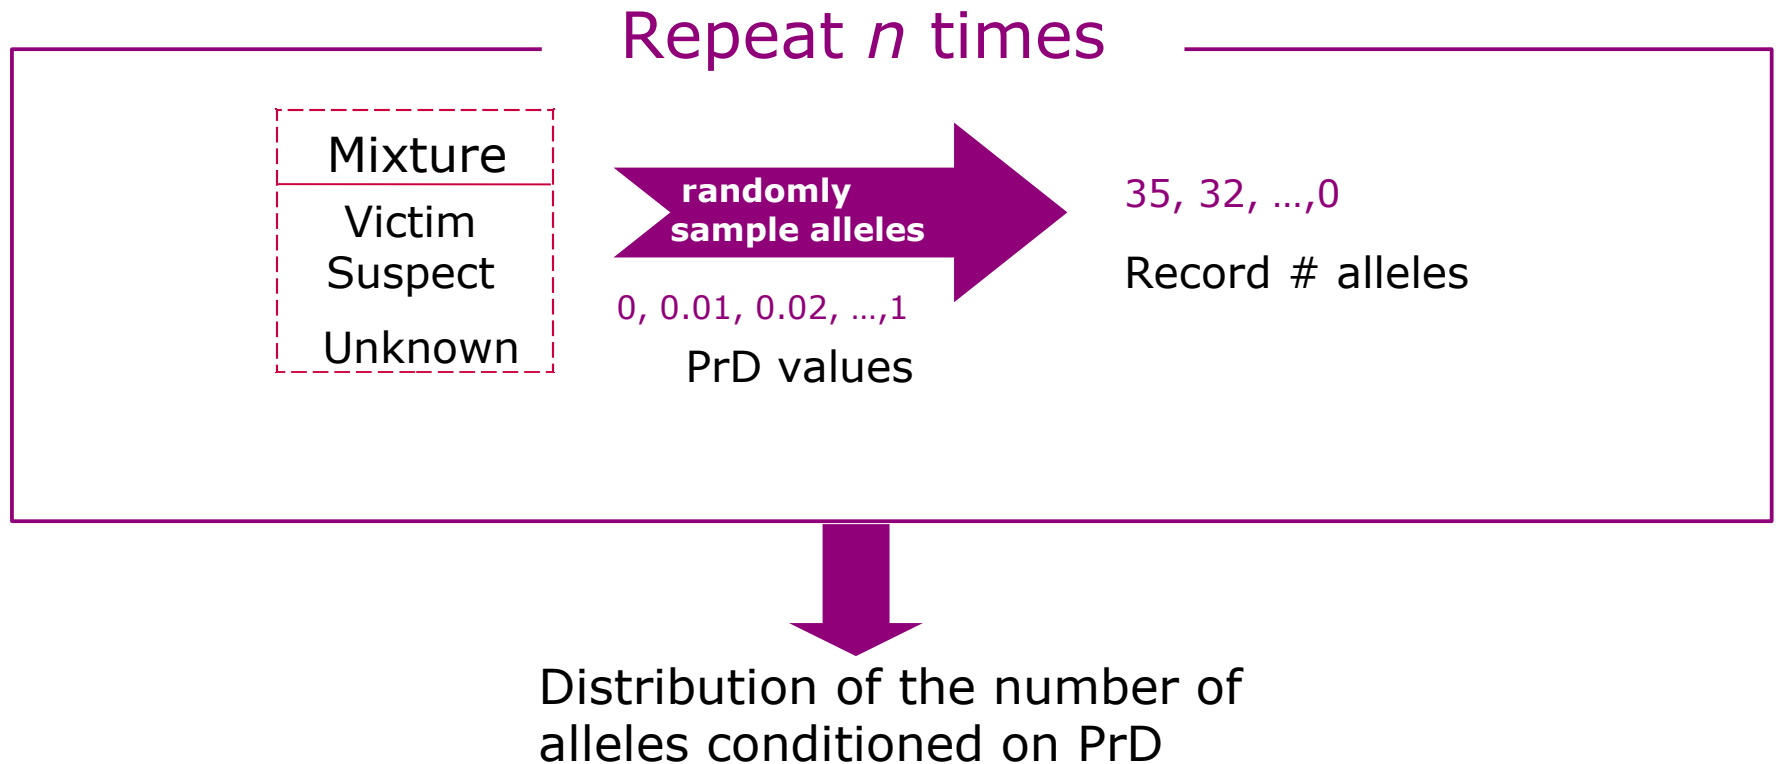 Repeat n times
Mixture
Victim
Suspect
Unknown
randomly
sample alleles
0, 0.01, 0.02, …,1
PrD values
35, 32, …,0
Record # alleles
Distribution of the number of
alleles conditioned on PrD